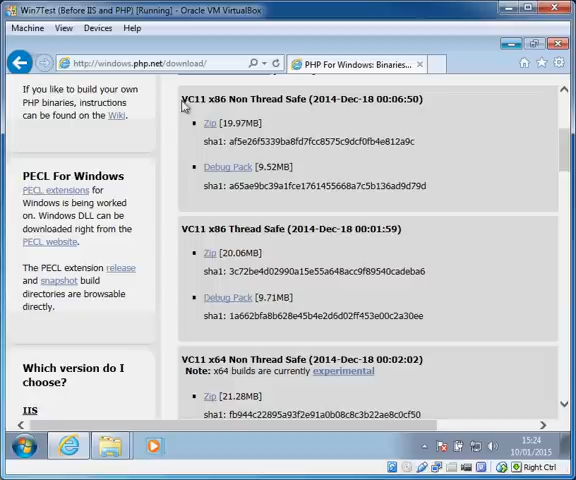 Win7Test (Before IIS and PHP) [Running] - Oracle VM VirtualBox
Machine View Devices Help
http://windows.php.net/download/
PHP For Windows: Binaries...
If you like to build your
own PHP binaries, instructions
can be found on the Wiki.
PECL For Windows
PECL extensions for
Windows is being worked
on. Windows DLL can be
downloaded right from the
PECL website.
The PECL extension release
and snapshot build
directories are browsable
directly.
Which version do I
choose?
IIS
VC11 x86 Non Thread Safe (2014-Dec-18 00:06:50)
Zip [19.97MB]
sha1: af5e26f5339ba8fd7fcc8575c9dcf0fb4e812a9c
Debug Pack [9.52MB]
sha1: a65ae9bc39a1fce1761455668a7c5b136ad9d79d
VC11 x86 Thread Safe (2014-Dec-18 00:01:59)
Zip [20.06MB]
sha1: 3c72be4d02990a15e55a648acc9f89540cadeba6
Debug Pack [9.71MB]
sha1: 1a662bfa8b628e45b4e2d6d02ff453e00c2a30ee
VC11 x64 Non Thread Safe (2014-Dec-18 00:02:02)
Note: x64 builds are currently experimental
Zip [21.28MB]
sha1: fb944c22895a93f2e91a0b08c8c3b22ae8c0cf50
15:24
10/01/2015
Right Ctrl